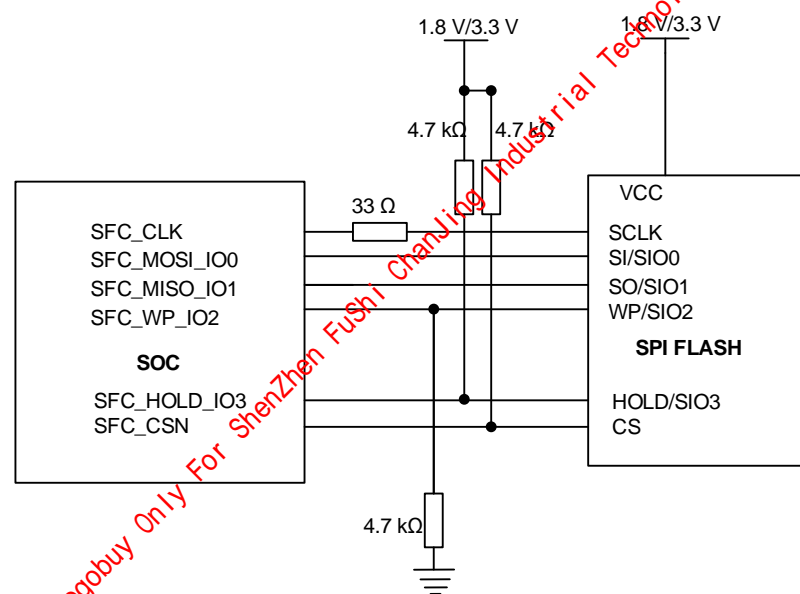 1.8 V/3.3 V
1.8 V/3.3 V
4.7 kΩ
4.7 kΩ
33 Ω
SFC_CLK
SFC_MOSI_IO0
SFC_MISO_IO1
SFC_WP_IO2
SOC
SFC_HOLD_IO3
SFC_CSN
VCC
SCLK
SI/SIO0
SO/SIO1
WP/SIO2
SPI FLASH
HOLD/SIO3
CS
4.7 kΩ
Only For ShenZhen FuShi ChanJing Industrial